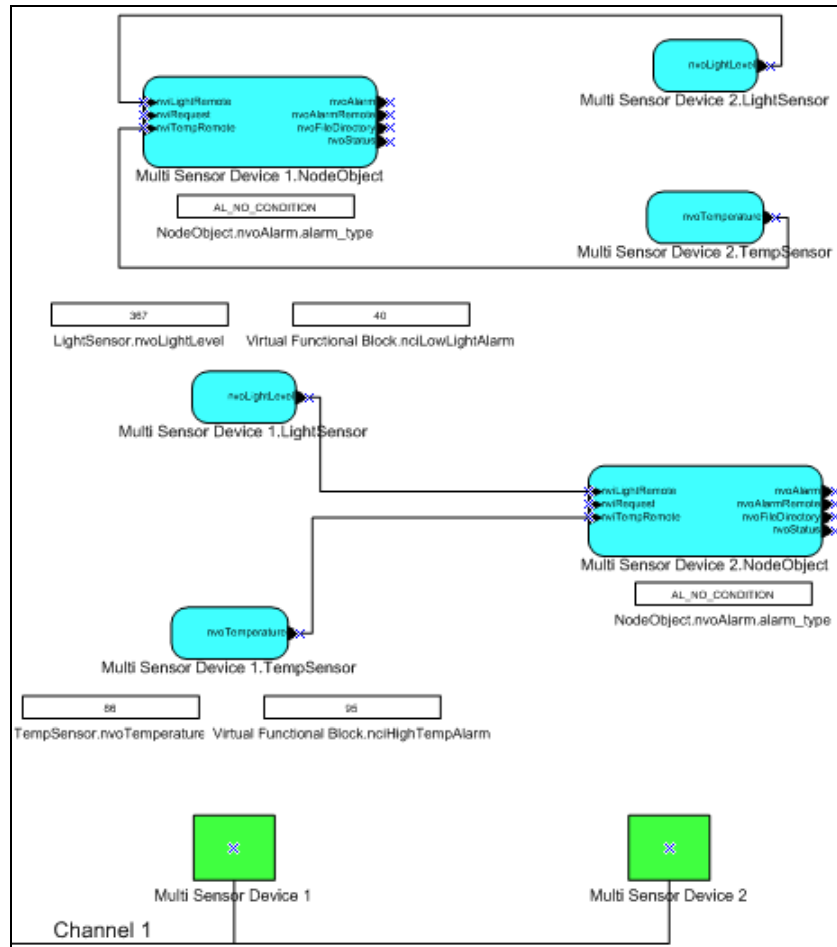 nvoLightLevel
Multi Sensor Device 2.LightSensor
nviLightRemote
nviRequest
nviTempRemote
nvoAlarm
nvoAlarmRemote
nvoFileDirectory
nvoStatus
Multi Sensor Device 1.NodeObject
AL_NO_CONDITION
NodeObject.nvoAlarm.alarm_type
nvoTemperature
Multi Sensor Device 2.TempSensor
367
LightSensor.nvoLightLevel
40
Virtual Functional Block.nciLowLightAlarm
nvoLightLevel
Multi Sensor Device 1.LightSensor
nviLightRemote
nviRequest
nviTempRemote
nvoAlarm
nvoAlarmRemote
nvoFileDirectory
nvoStatus
Multi Sensor Device 2.NodeObject
AL_NO_CONDITION
NodeObject.nvoAlarm.alarm_type
nvoTemperature
Multi Sensor Device 1.TempSensor
TempSensor.nvoTemperature
95
Virtual Functional Block.nciHighTempAlarm
Multi Sensor Device 1
Multi Sensor Device 2
Channel 1